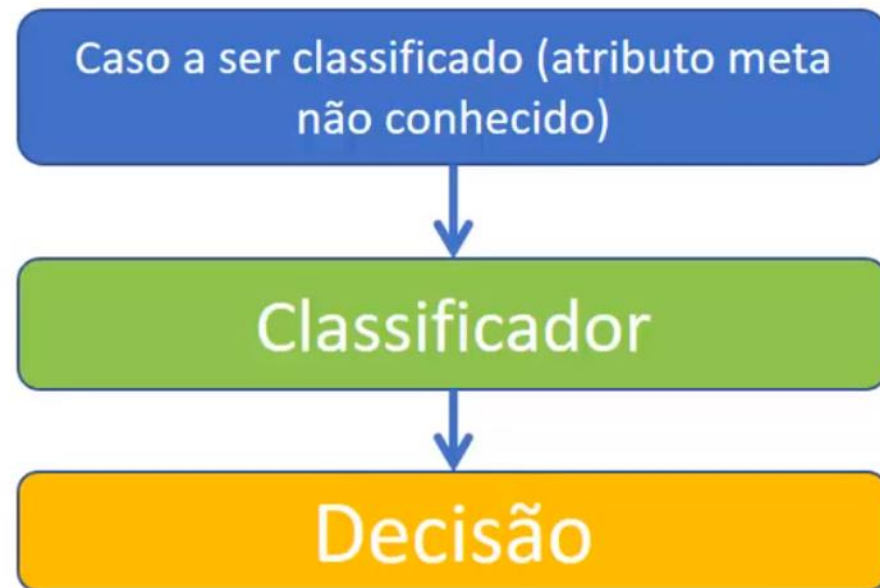 Caso a ser classificado (atributo meta
não conhecido)
Classificador
Decisão